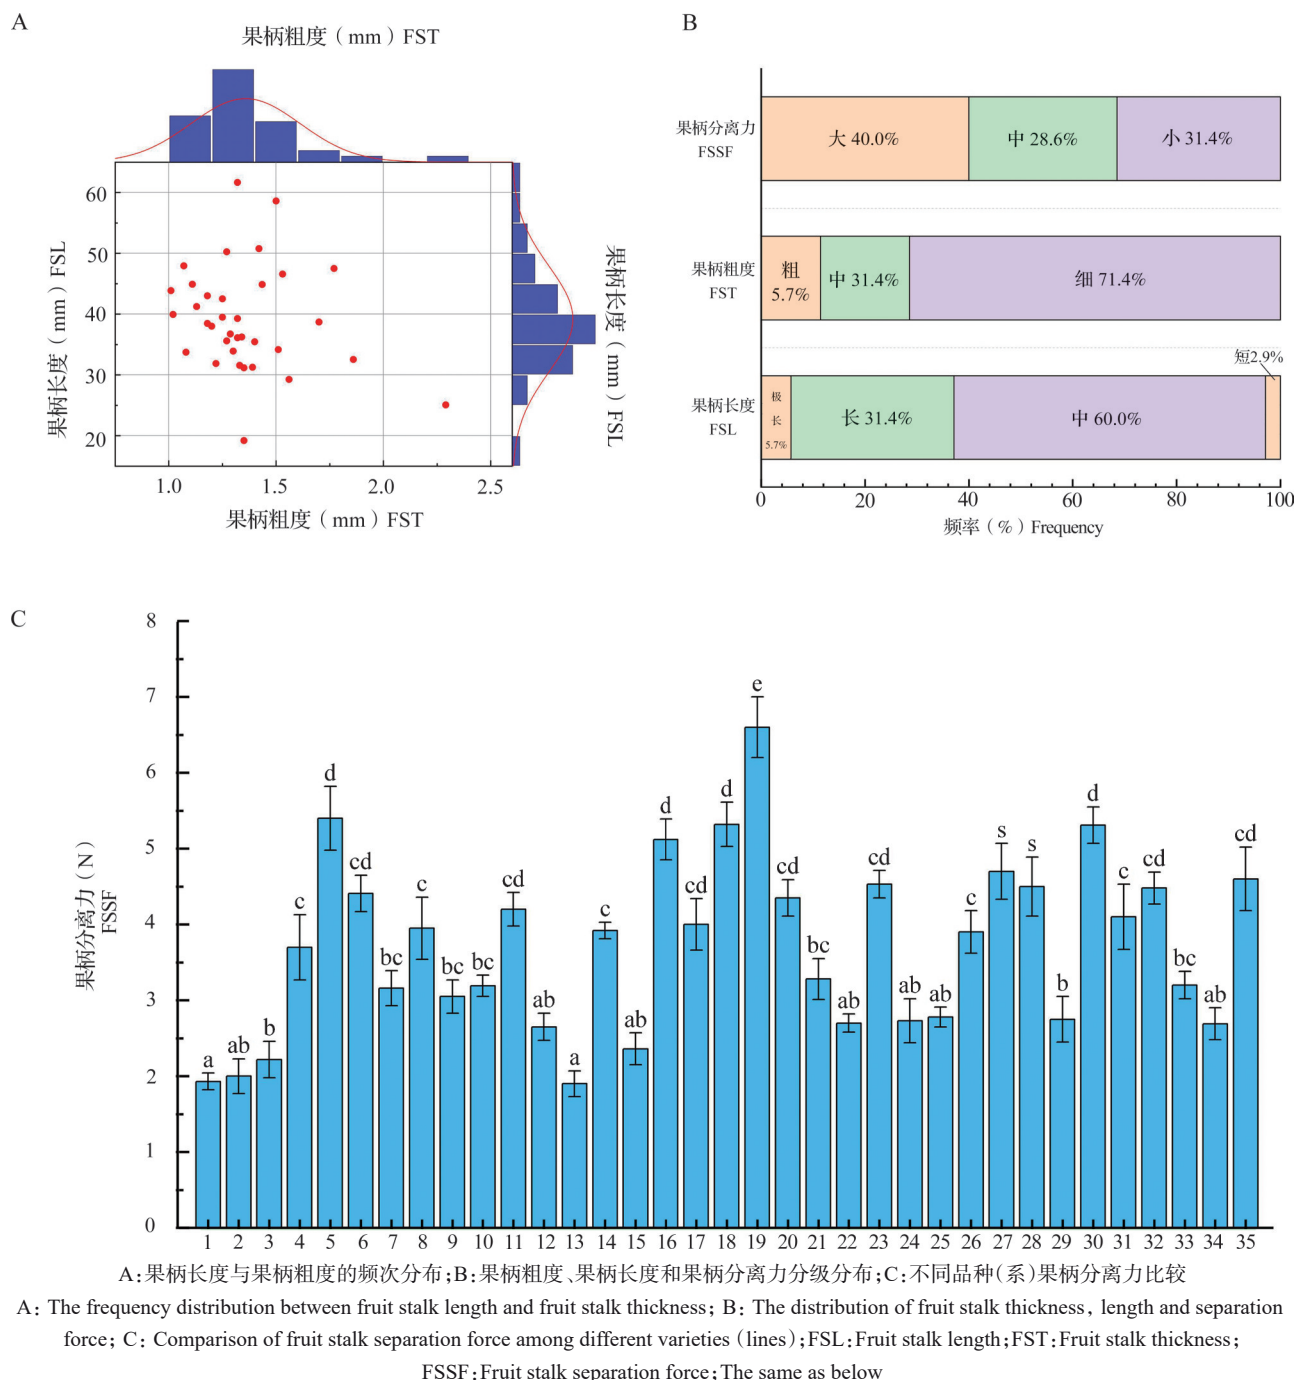 A
果柄粗度（mm）FST
60
50
40
30
20
果柄长度（mm）FSL
果柄长度（mm）FSL
1.0 1.5 2.0 2.5
果柄粗度（mm）FST
B
果柄分离力
FSSF
大 40.0% 中 28.6% 小 31.4%
果柄粗度
FST
粗
5.7%
中 31.4% 细 71.4%
短2.9%
果柄长度
FSL
极
长
5.7%
长 31.4% 中 60.0%
0 20 40 60 80 100
频率（%）Frequency
C
果柄分离力（N）
FSSF
8
7
6
5
4
3
2
1
0
a ab b c d cd bc c bc bc cd ab a c ab d cd d e cd bc ab cd ab ab c s s b d c cd bc ab cd
1 2 3 4 5 6 7 8 9 10 11 12 13 14 15 16 17 18 19 20 21 22 23 24 25 26 27 28 29 30 31 32 33 34 35
A:果柄长度与果柄粗度的频次分布;B:果柄粗度、果柄长度和果柄分离力分级分布;C:不同品种(系)果柄分离力比较
A: The frequency distribution between fruit stalk length and fruit stalk thickness; B: The distribution of fruit stalk thickness, length and separation
force; C: Comparison of fruit stalk separation force among different varieties (lines);FSL:Fruit stalk length;FST:Fruit stalk thickness;
FSSF:Fruit stalk separation force;The same as below